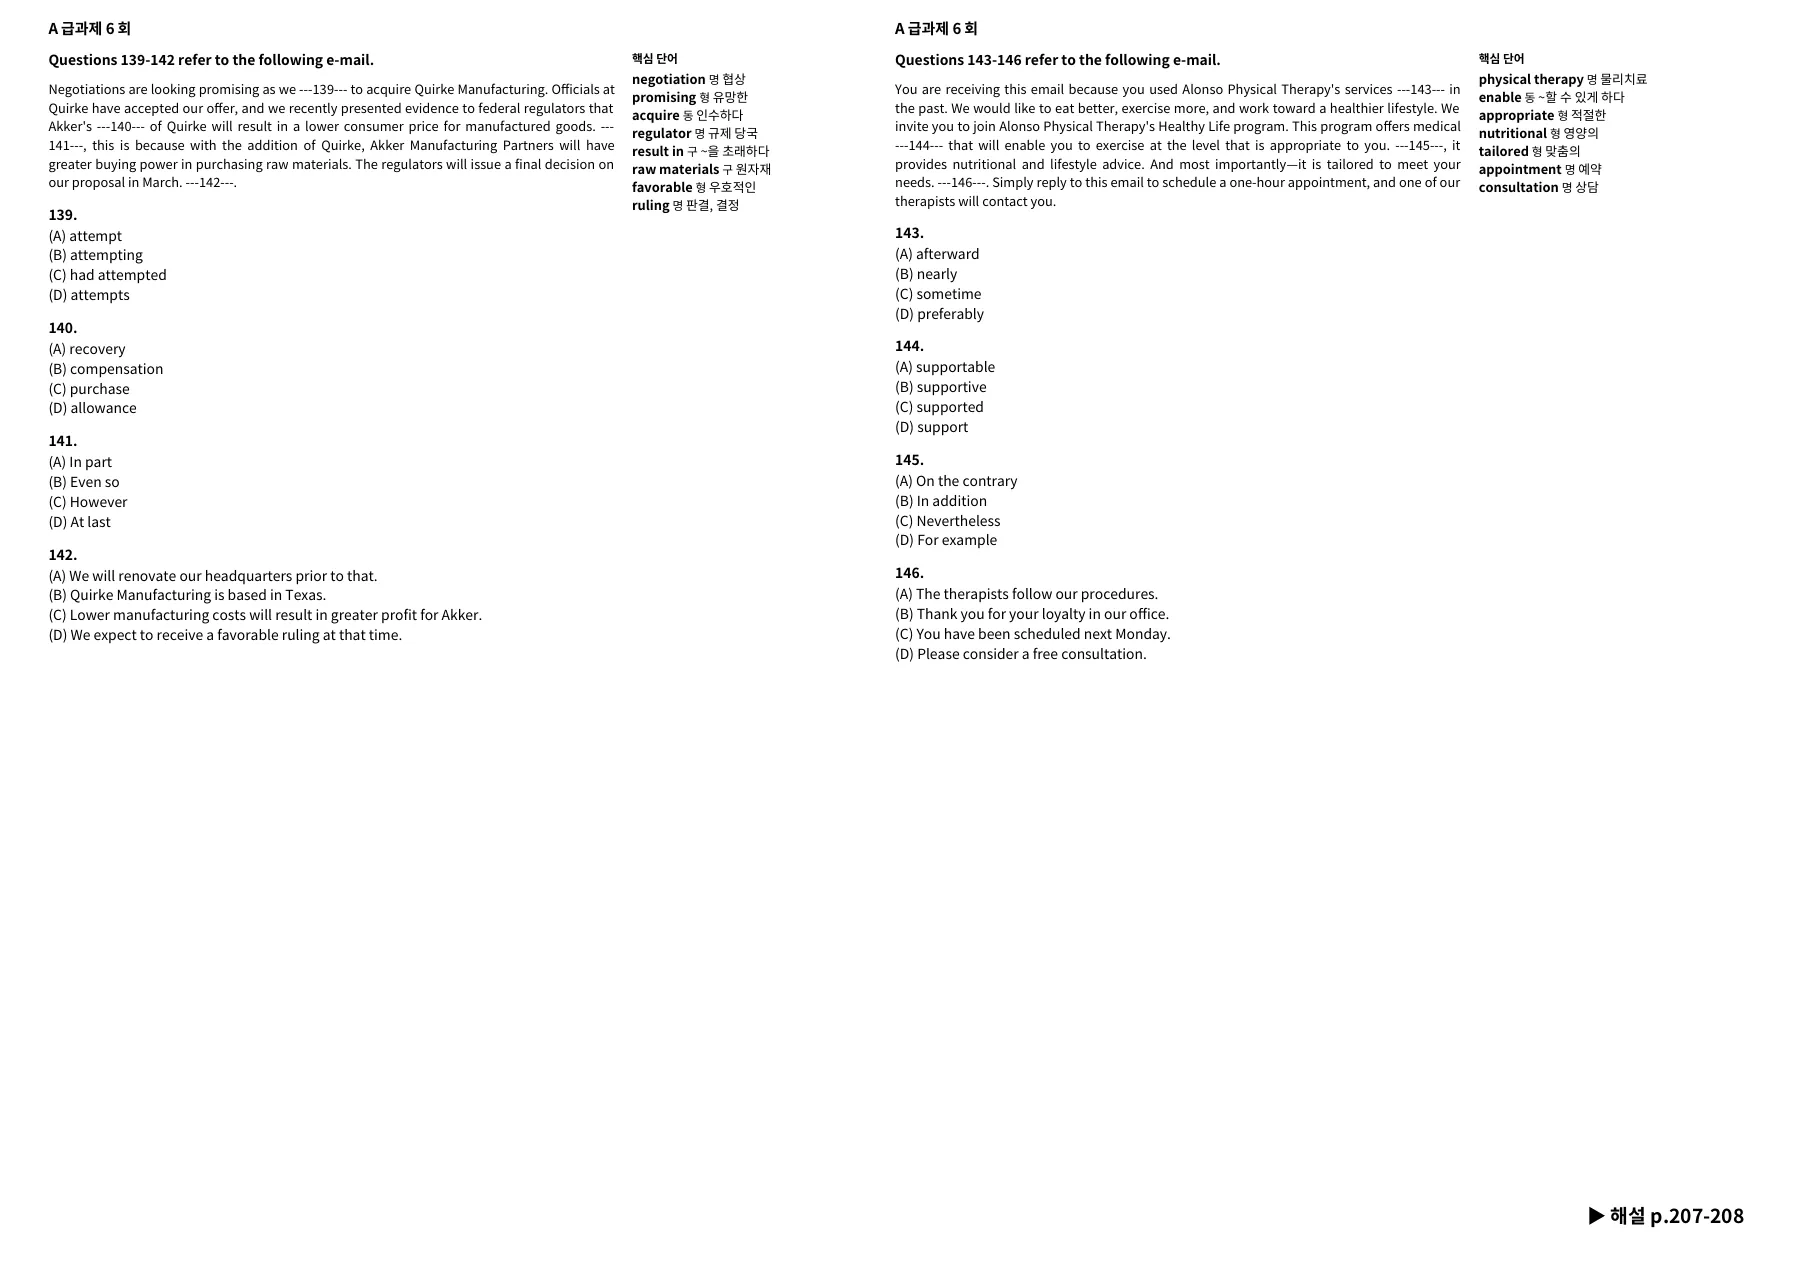 A 급과제 6 회
Questions 139-142 refer to the following e-mail.
Negotiations are looking promising as we ---139--- to acquire Quirke Manufacturing. Officials at
Quirke have accepted our offer, and we recently presented evidence to federal regulators that
Akker's ---140--- of Quirke will result in a lower consumer price for manufactured goods. ---
141---, this is because with the addition of Quirke, Akker Manufacturing Partners will have
greater buying power in purchasing raw materials. The regulators will issue a final decision on
our proposal in March. ---142---.
핵심 단어
negotiation 명 협상
promising 형 유망한
acquire 동 인수하다
regulator 명 규제 당국
result in 구 ~을 초래하다
raw materials 구 원자재
favorable 형 우호적인
ruling 명 판결, 결정
139.
(A) attempt
(B) attempting
(C) had attempted
(D) attempts
140.
(A) recovery
(B) compensation
(C) purchase
(D) allowance
141.
(A) In part
(B) Even so
(C) However
(D) At last
142.
(A) We will renovate our headquarters prior to that.
(B) Quirke Manufacturing is based in Texas.
(C) Lower manufacturing costs will result in greater profit for Akker.
(D) We expect to receive a favorable ruling at that time.
A 급과제 6 회
Questions 143-146 refer to the following e-mail.
You are receiving this email because you used Alonso Physical Therapy's services ---143--- in
the past. We would like to eat better, exercise more, and work toward a healthier lifestyle. We
invite you to join Alonso Physical Therapy's Healthy Life program. This program offers medical
---144--- that will enable you to exercise at the level that is appropriate to you. ---145---, it
provides nutritional and lifestyle advice. And most importantly—it is tailored to meet your
needs. ---146---. Simply reply to this email to schedule a one-hour appointment, and one of our
therapists will contact you.
핵심 단어
physical therapy 명 물리치료
enable 동 ~할 수 있게 하다
appropriate 형 적절한
nutritional 형 영양의
tailored 형 맞춤의
appointment 명 예약
consultation 명 상담
143.
(A) afterward
(B) nearly
(C) sometime
(D) preferably
144.
(A) supportable
(B) supportive
(C) supported
(D) support
145.
(A) On the contrary
(B) In addition
(C) Nevertheless
(D) For example
146.
(A) The therapists follow our procedures.
(B) Thank you for your loyalty in our office.
(C) You have been scheduled next Monday.
(D) Please consider a free consultation.
▶ 해설 p.207-208